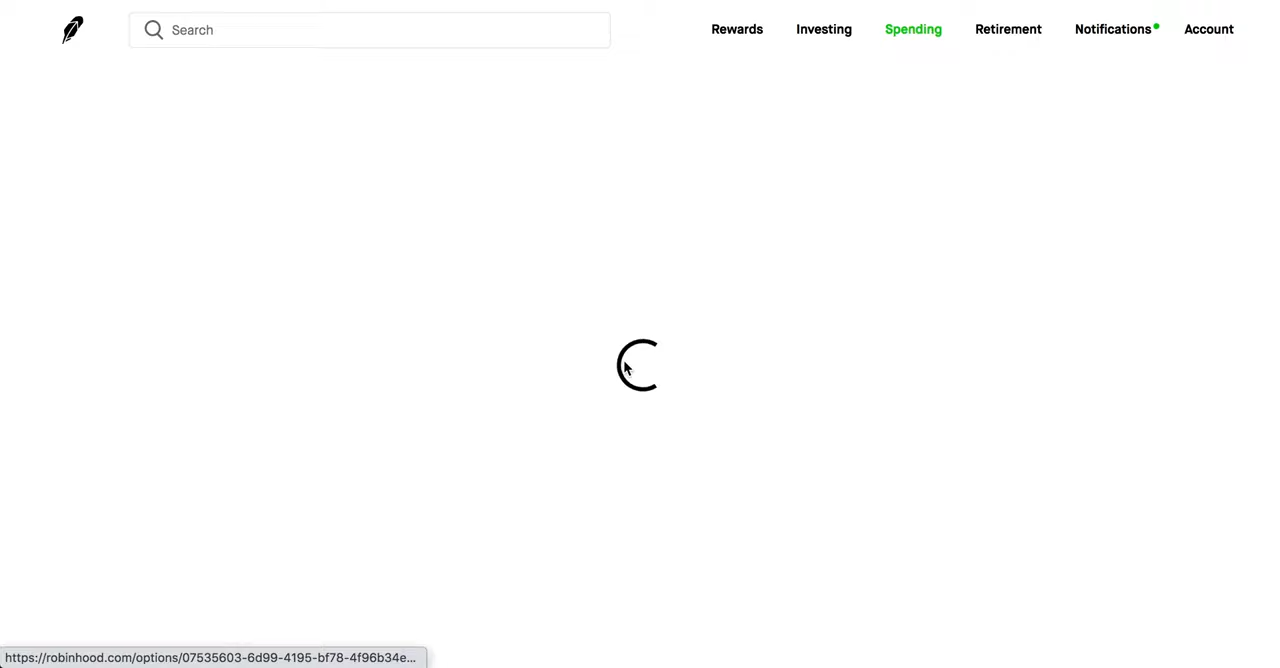 Search
Rewards
Investing
Spending
Retirement
Notifications
Account
https://robinhood.com/options/07535603-6d99-4195-bf78-4f96b34e...